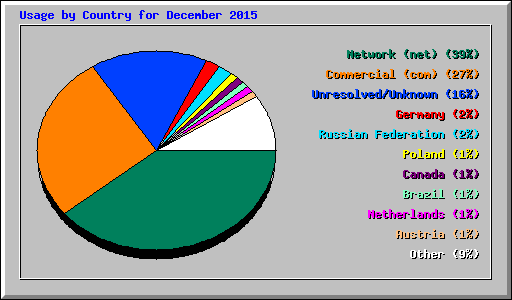 Usage by Country for December 2015
Network (net) (39%)
Commercial (com) (27%)
Unresolved/Unknown (16%)
Germany (2%)
Russian Federation (2%)
Poland (1%)
Canada (1%)
Brazil (1%)
Netherlands (1%)
Austria (1%)
Other (9%)